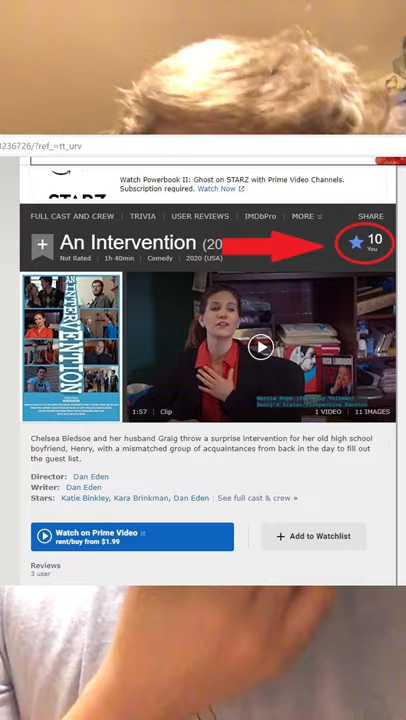 3236726/?ref_=tt_urv
Watch Powerbook II: Ghost on STARZ with Prime Video Channels.
Subscription required. Watch Now
STARZ
FULL CAST AND CREW | TRIVIA | USER REVIEWS | IMDbPro | MORE | SHARE
+ An Intervention (20
10
You
Not Rated | 1h 40min | Comedy | 2020 (USA)
INTERVENTION
1:57 | Clip
1 VIDEO | 11 IMAGES
Chelsea Bledsoe and her husband Graig throw a surprise intervention for her old high school
boyfriend, Henry, with a mismatched group of acquaintances from back in the day to fill out
the guest list.
Director: Dan Eden
Writer: Dan Eden
Stars: Katie Binkley, Kara Brinkman, Dan Eden | See full cast & crew »
Watch on Prime Video
rent/buy from $1.99
+ Add to Watchlist
Reviews
3 user